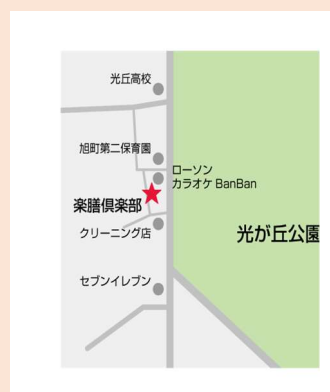 光丘高校
旭町第二保育園
ローソン
カラオケ BanBan
楽膳倶楽部
クリーニング店
光が丘公園
セブンイレブン